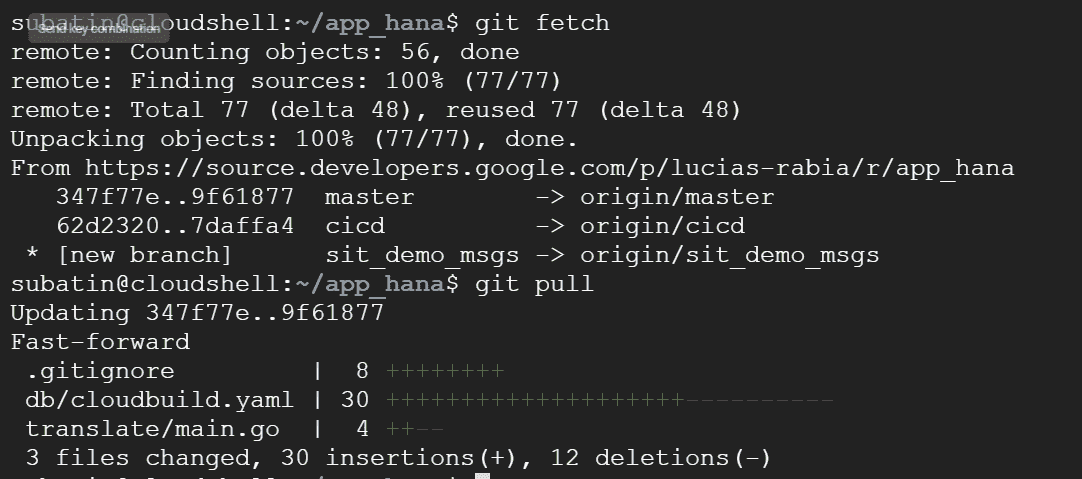 subatin@cloudshell:~/app_hana$ git fetch
Send key combination
remote: Counting objects: 56, done
remote: Finding sources: 100% (77/77)
remote: Total 77 (delta 48), reused 77 (delta 48)
Unpacking objects: 100% (77/77), done.
From https://source.developers.google.com/p/lucias-rabia/r/app_hana
   347f77e..9f61877  master        -> origin/master
   62d2320..7daffa4  cicd          -> origin/cicd
 * [new branch]      sit_demo_msgs -> origin/sit_demo_msgs
subatin@cloudshell:~/app_hana$ git pull
Updating 347f77e..9f61877
Fast-forward
 .gitignore         |  8 ++++++++
 db/cloudbuild.yaml | 30 ++++++++++++++++++++----------
 translate/main.go  |  4 ++--
 3 files changed, 30 insertions(+), 12 deletions(-)